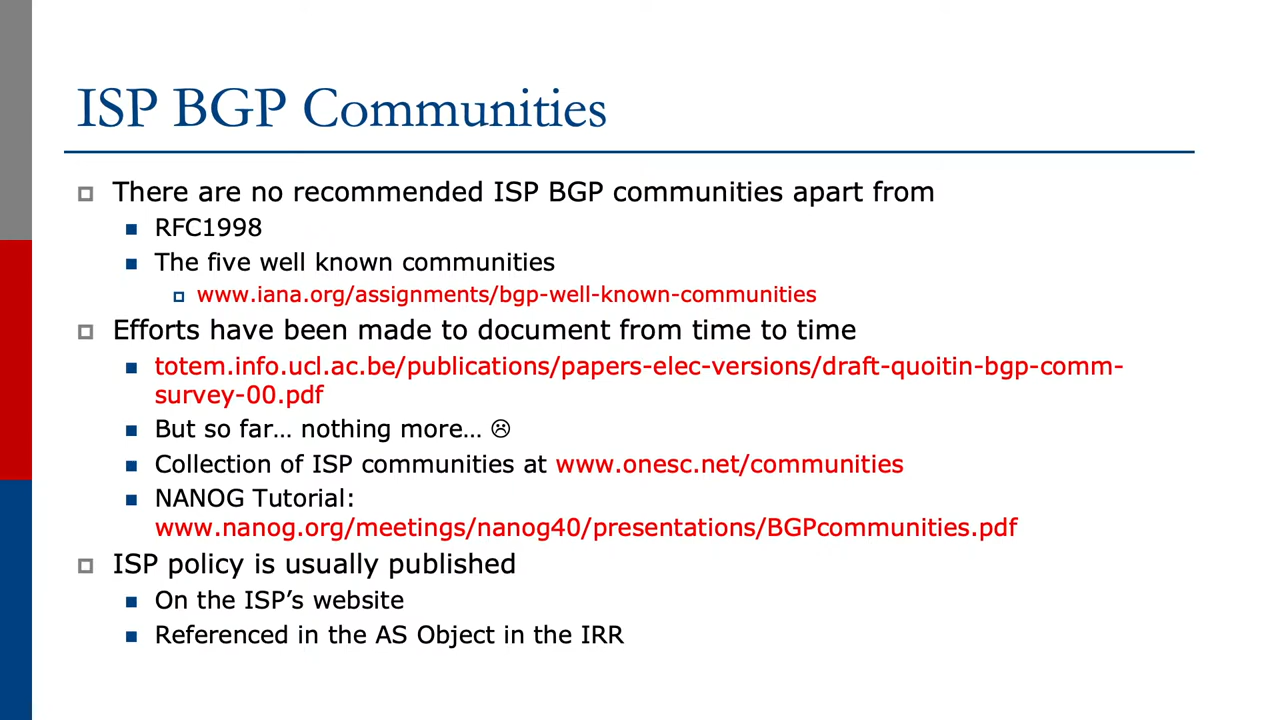 ISP BGP Communities
There are no recommended ISP BGP communities apart from
RFC1998
The five well known communities
www.iana.org/assignments/bgp-well-known-communities
Efforts have been made to document from time to time
totem.info.ucl.ac.be/publications/papers-elec-versions/draft-quoitin-bgp-comm-
survey-00.pdf
But so far… nothing more… ☹
Collection of ISP communities at www.onesc.net/communities
NANOG Tutorial:
www.nanog.org/meetings/nanog40/presentations/BGPcommunities.pdf
ISP policy is usually published
On the ISP’s website
Referenced in the AS Object in the IRR